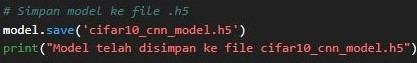 # Simpan model ke file .h5
model.save('cifar10_cnn_model.h5')
print("Model telah disimpan ke file cifar10_cnn_model.h5")